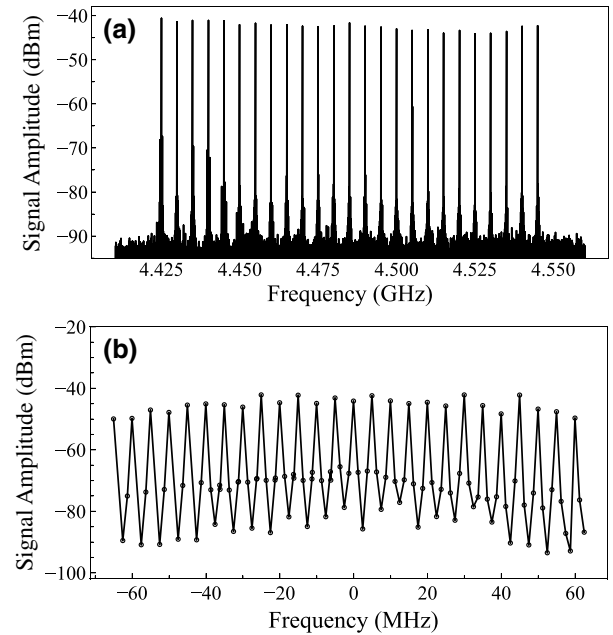 (a)
Signal Amplitude (dBm)
−40
−50
−60
−70
−80
−90
4.425 4.450 4.475 4.500 4.525 4.550
Frequency (GHz)
(b)
Signal Amplitude (dBm)
−20
−40
−60
−80
−100
−60 −40 −20 0 20 40 60
Frequency (MHz)